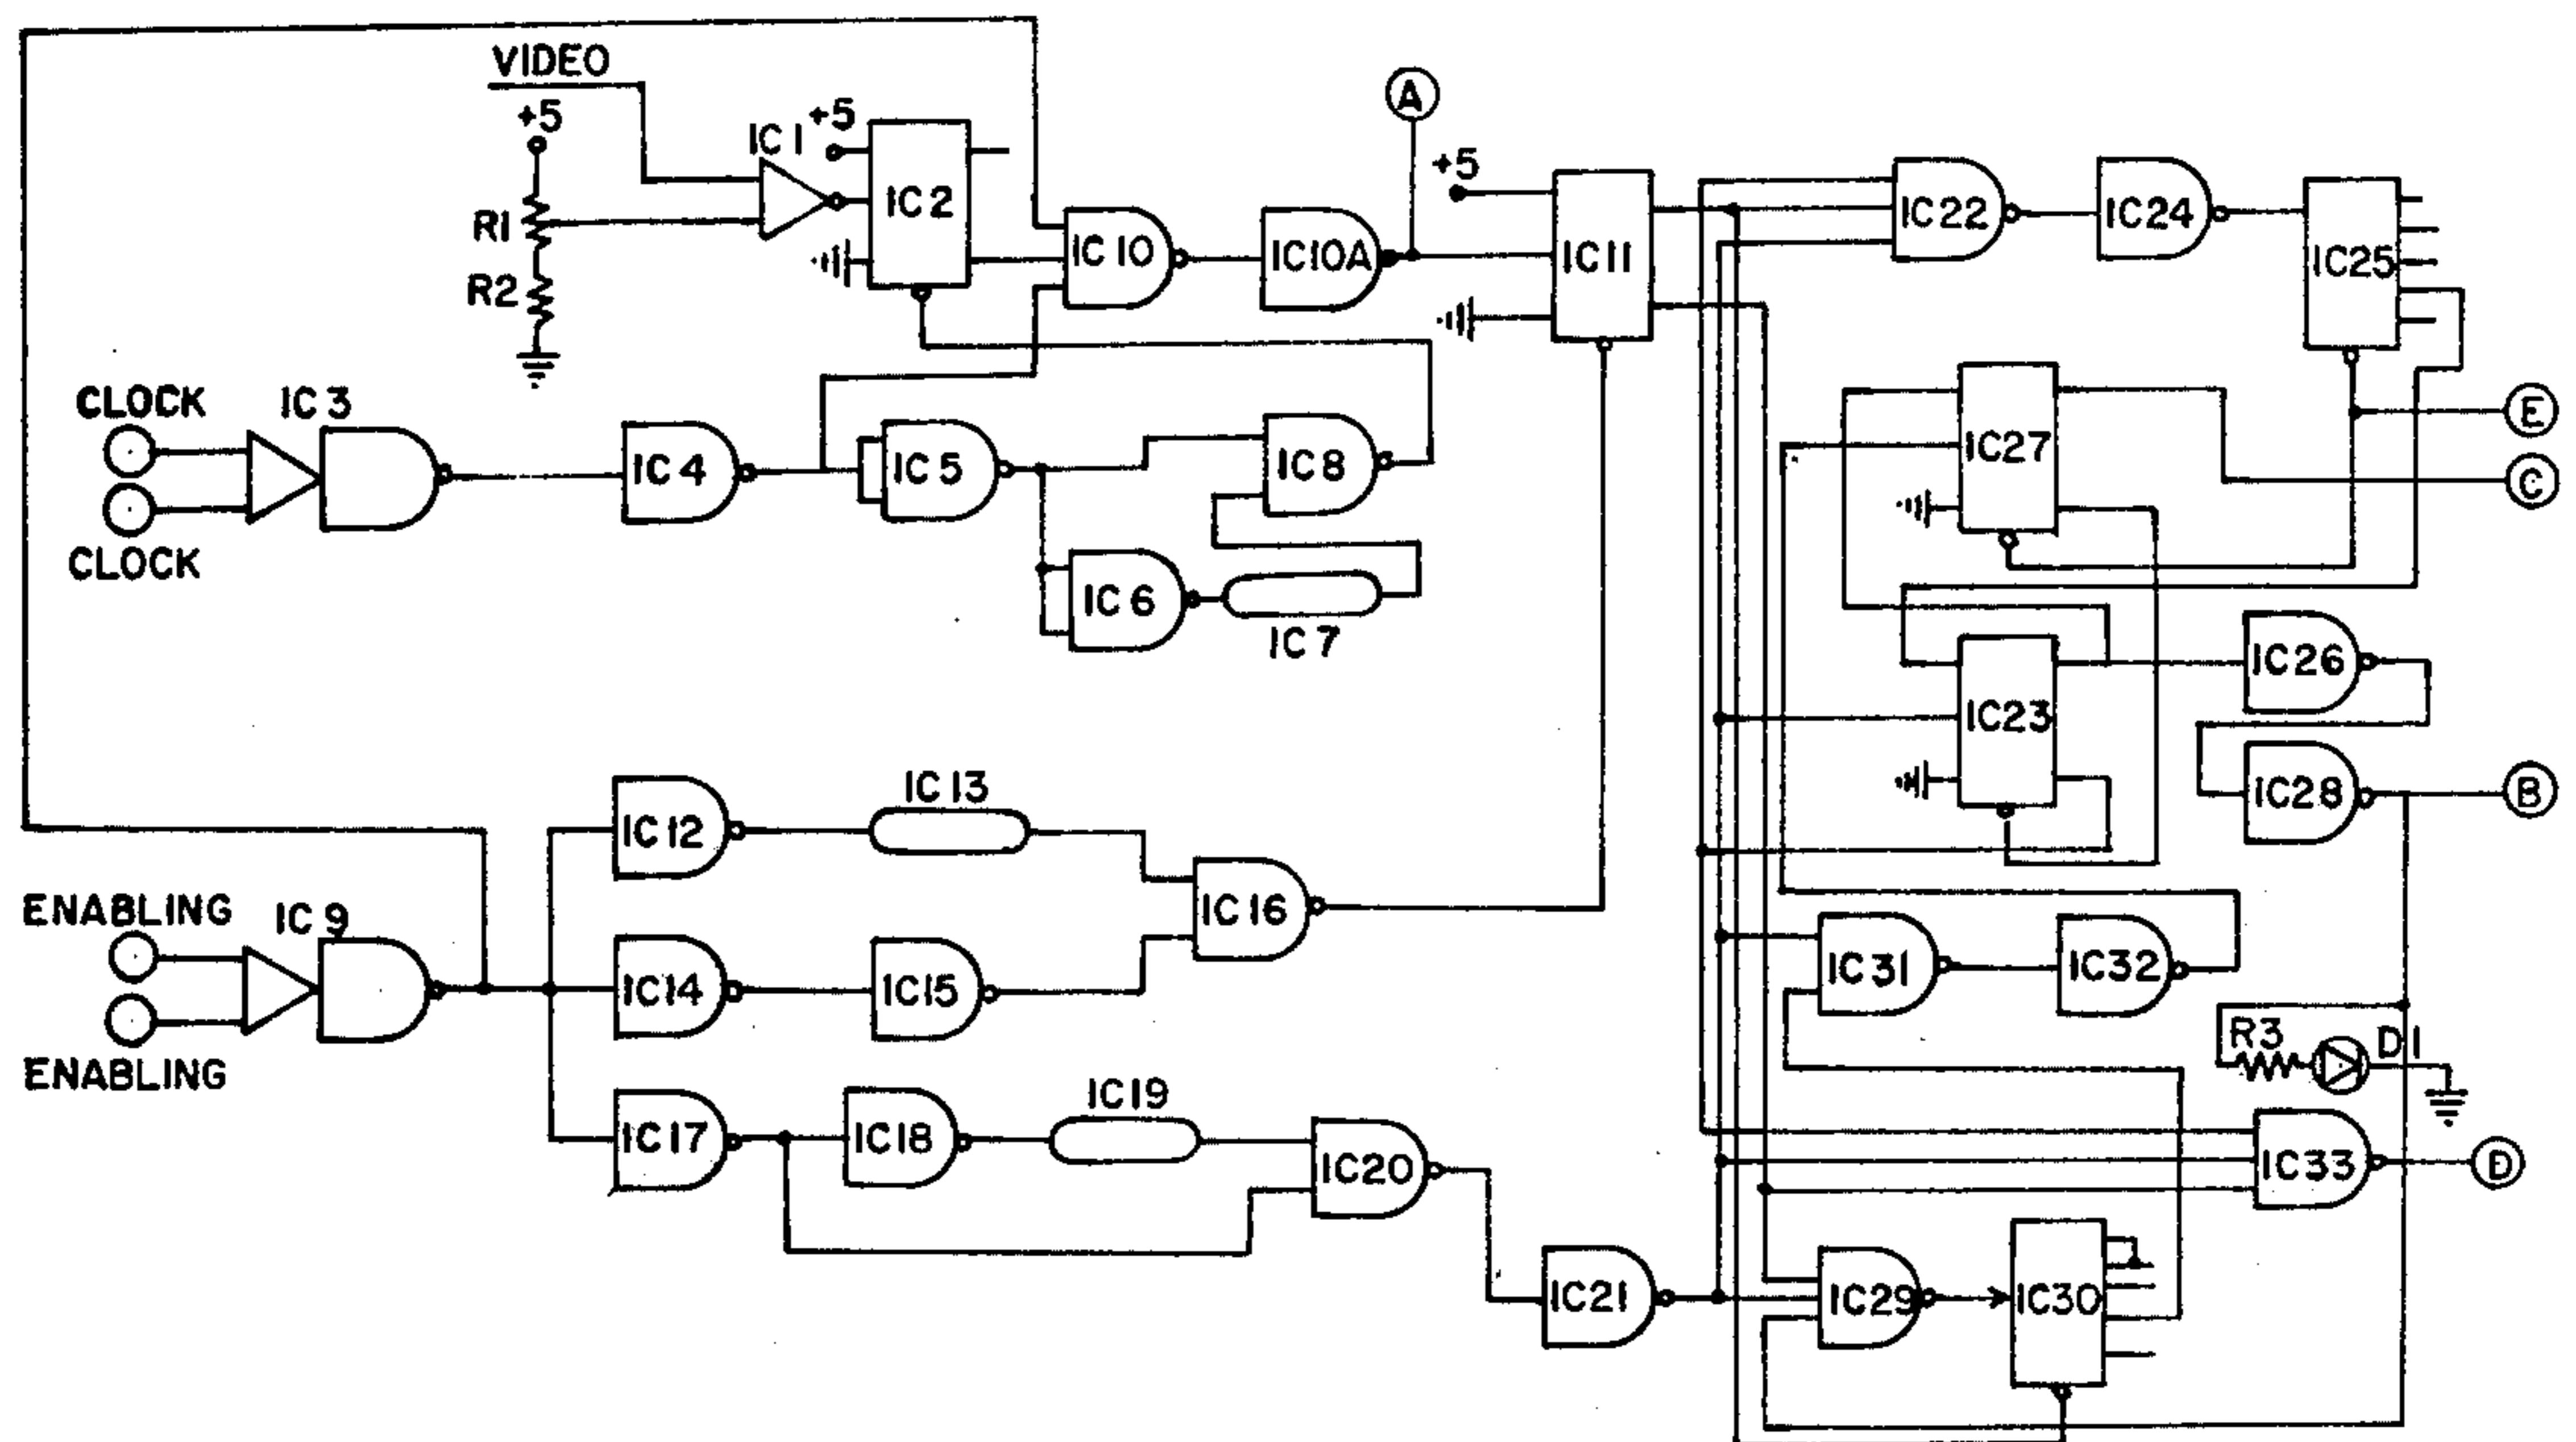 VIDEO
+5
IC1
+5
IC2
R1
R2
A
+5
IC10
IC10A
IC11
IC22
IC24
IC25
CLOCK
CLOCK
IC3
IC4
IC5
IC8
IC6
IC7
IC27
E
C
IC23
IC26
IC28
B
IC12
IC13
IC16
ENABLING
ENABLING
IC9
IC14
IC15
IC17
IC18
IC19
IC20
IC21
IC31
IC32
R3
D1
IC33
D
IC29
IC30